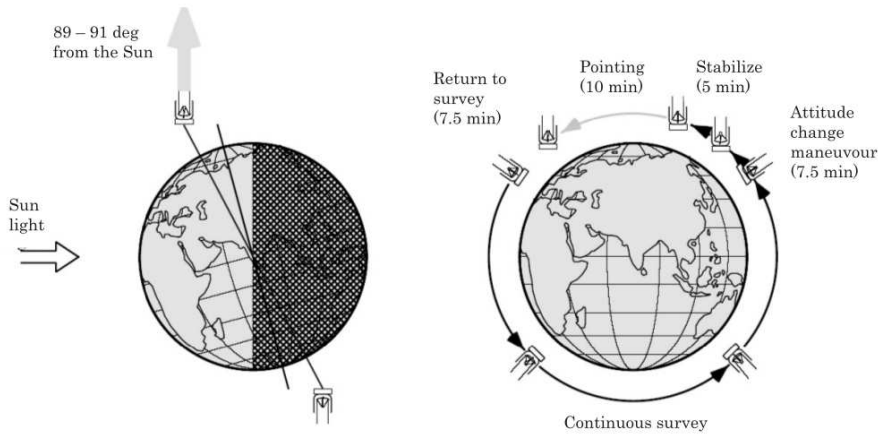 89 – 91 deg
from the Sun
Sun
light
Return to
survey
(7.5 min)
Pointing
(10 min)
Stabilize
(5 min)
Attitude
change
maneuvour
(7.5 min)
Continuous survey